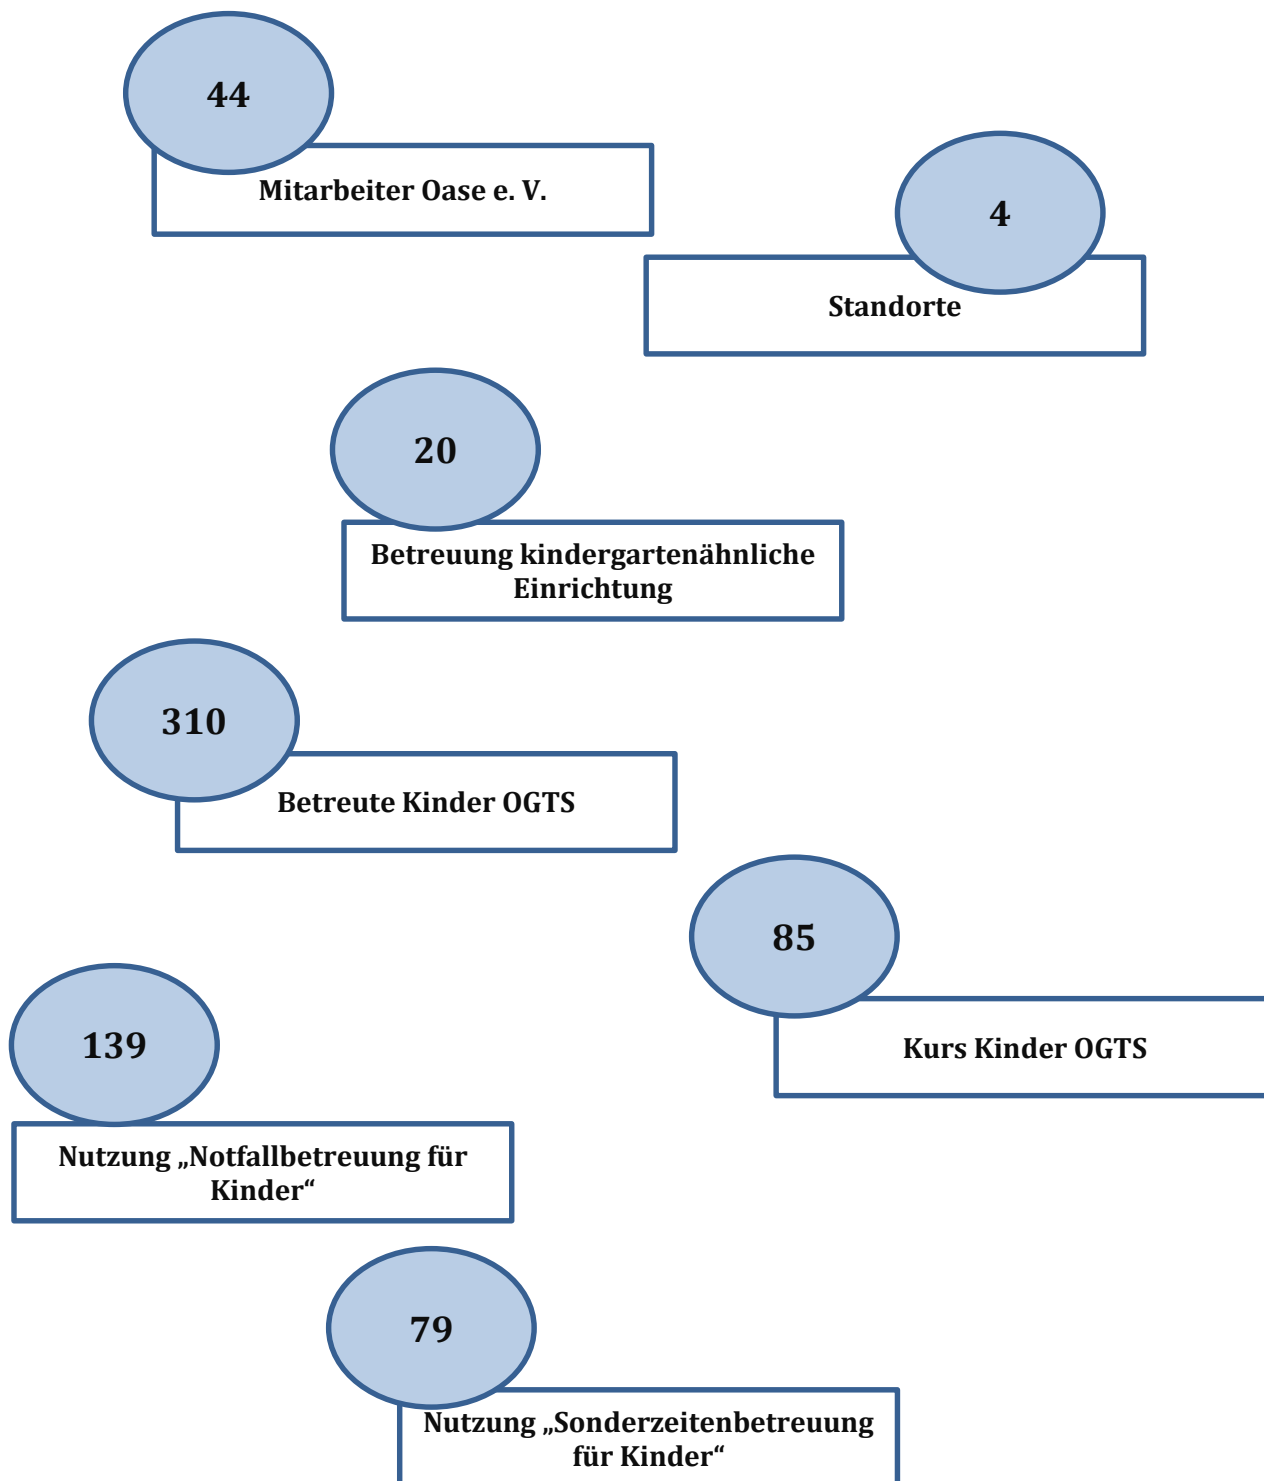 44
Mitarbeiter Oase e. V.
4
Standorte
20
Betreuung kindergartenähnliche
Einrichtung
310
Betreute Kinder OGTS
85
Kurs Kinder OGTS
139
Nutzung „Notfallbetreuung für
Kinder“
79
Nutzung „Sonderzeitenbetreuung
für Kinder“